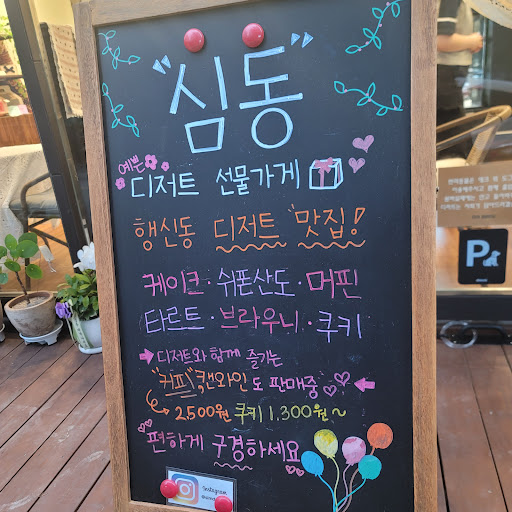 "심동"
예쁜
디저트 선물가게
행신동 디저트 "맛집!
케이크·쉬폰산도·머핀
타르트·브라우니·쿠키
→디저트와 함께 즐기는
"커피" 캔와인도 판매중
2,500원 쿠키 1,300원~
편하게 구경하세요
Instagram
P